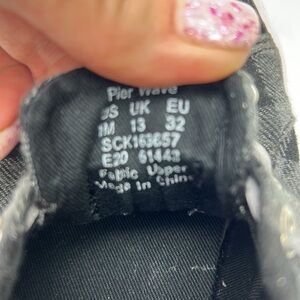 Pier Wave
US UK EU
1M 13 32
SCK163657
E20 61443
Fabric Upper
Made in China